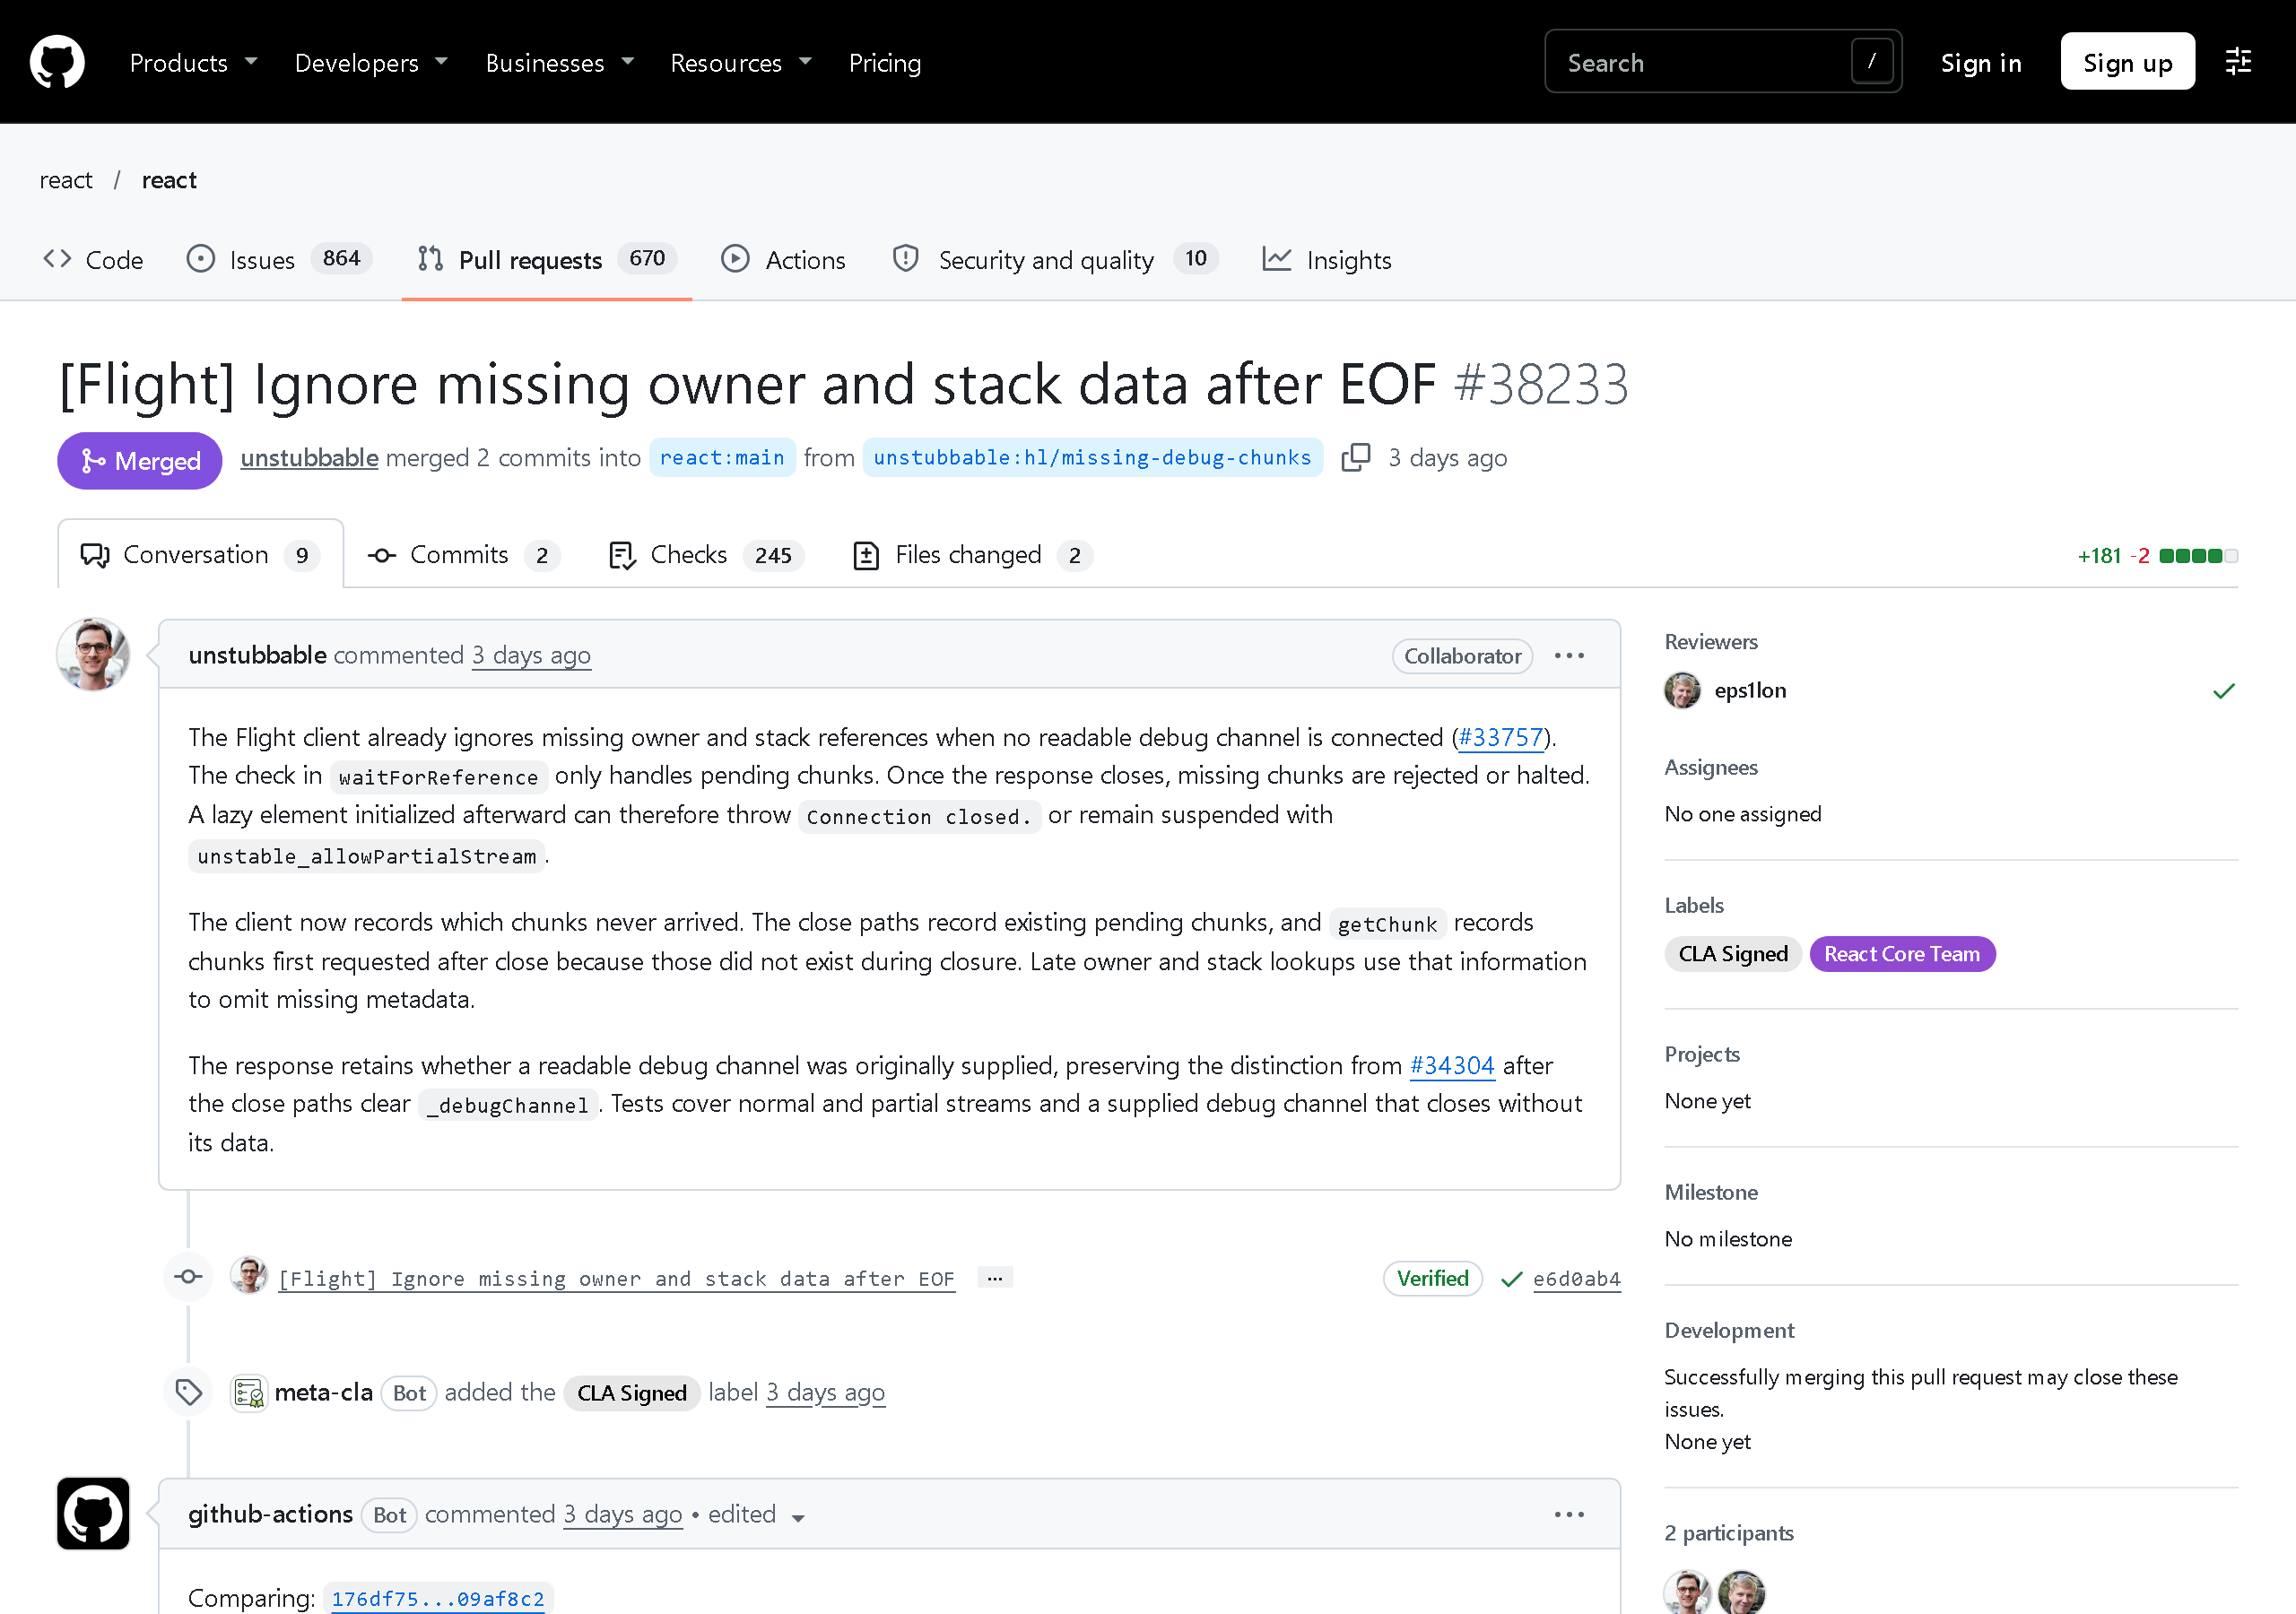 Products Developers Businesses Resources Pricing Search / Sign in Sign up
react / react
Code Issues 864 Pull requests 670 Actions Security and quality 10 Insights
[Flight] Ignore missing owner and stack data after EOF #38233
Merged unstubbable merged 2 commits into react:main from unstubbable:hl/missing-debug-chunks 3 days ago
Conversation 9 Commits 2 Checks 245 Files changed 2 +181 -2
unstubbable commented 3 days ago Collaborator
The Flight client already ignores missing owner and stack references when no readable debug channel is connected (#33757).
The check in waitForReference only handles pending chunks. Once the response closes, missing chunks are rejected or halted.
A lazy element initialized afterward can therefore throw Connection closed. or remain suspended with
unstable_allowPartialStream.
The client now records which chunks never arrived. The close paths record existing pending chunks, and getChunk records
chunks first requested after close because those did not exist during closure. Late owner and stack lookups use that information
to omit missing metadata.
The response retains whether a readable debug channel was originally supplied, preserving the distinction from #34304 after
the close paths clear _debugChannel. Tests cover normal and partial streams and a supplied debug channel that closes without
its data.
[Flight] Ignore missing owner and stack data after EOF ... Verified e6d0ab4
meta-cla Bot added the CLA Signed label 3 days ago
github-actions Bot commented 3 days ago • edited
Comparing: 176df75...09af8c2
Reviewers
eps1lon
Assignees
No one assigned
Labels
CLA Signed React Core Team
Projects
None yet
Milestone
No milestone
Development
Successfully merging this pull request may close these
issues.
None yet
2 participants